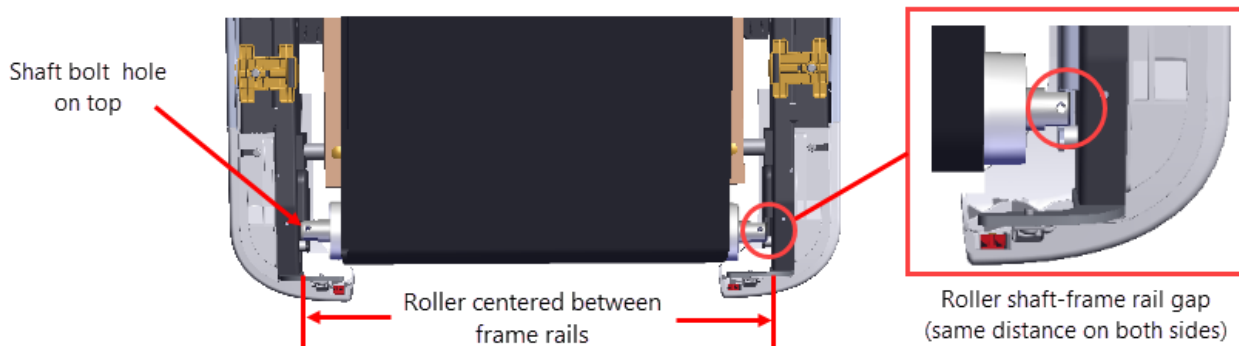 Shaft bolt hole
on top
Roller centered between
frame rails
Roller shaft-frame rail gap
(same distance on both sides)